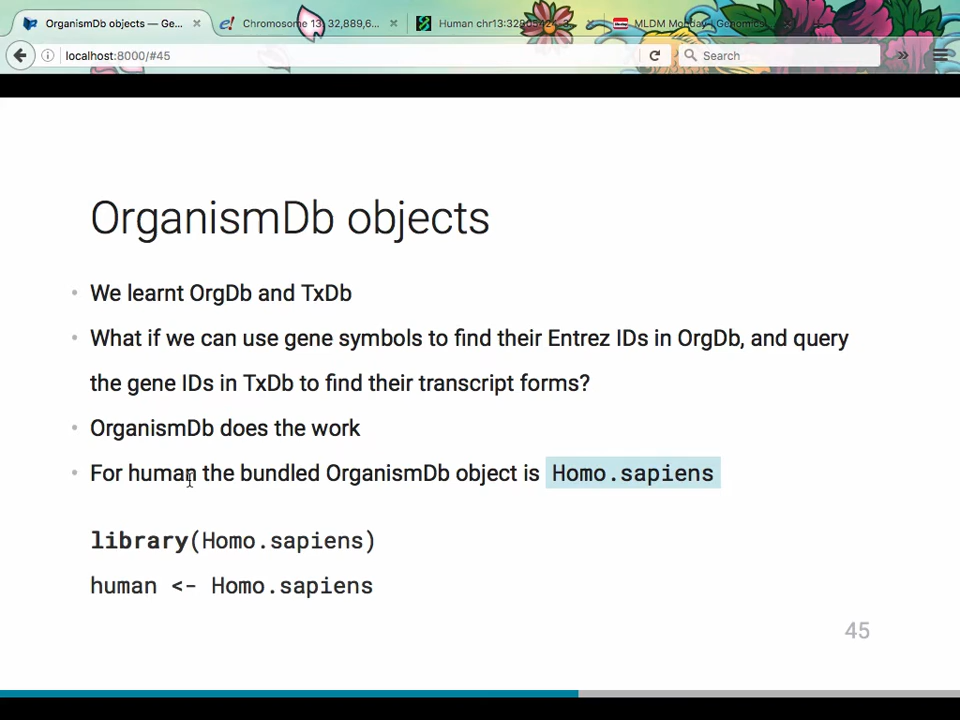 OrganismDb objects — Ge...
Chromosome 13: 32,889,6...
Human chr13:
MLDM Monday | Genomics
localhost:8000/#45
Search
OrganismDb objects
• We learnt OrgDb and TxDb
• What if we can use gene symbols to find their Entrez IDs in OrgDb, and query
the gene IDs in TxDb to find their transcript forms?
• OrganismDb does the work
• For human the bundled OrganismDb object is Homo.sapiens
library(Homo.sapiens)
human <- Homo.sapiens
45